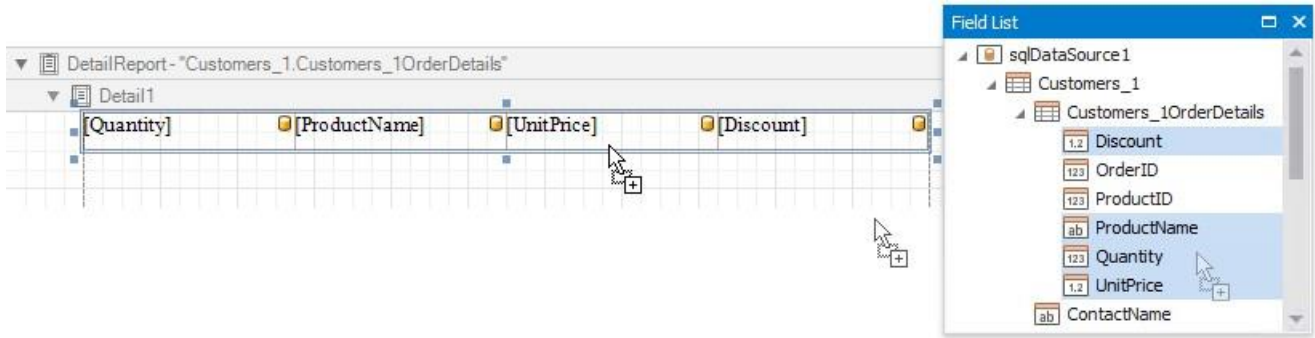 Field List
DetailReport - "Customers_1.Customers_1OrderDetails"
Detail1
[Quantity] [ProductName] [UnitPrice] [Discount]
sqlDataSource1
Customers_1
Customers_1OrderDetails
1.2 Discount
123 OrderID
123 ProductID
ab ProductName
123 Quantity
1.2 UnitPrice
ab ContactName